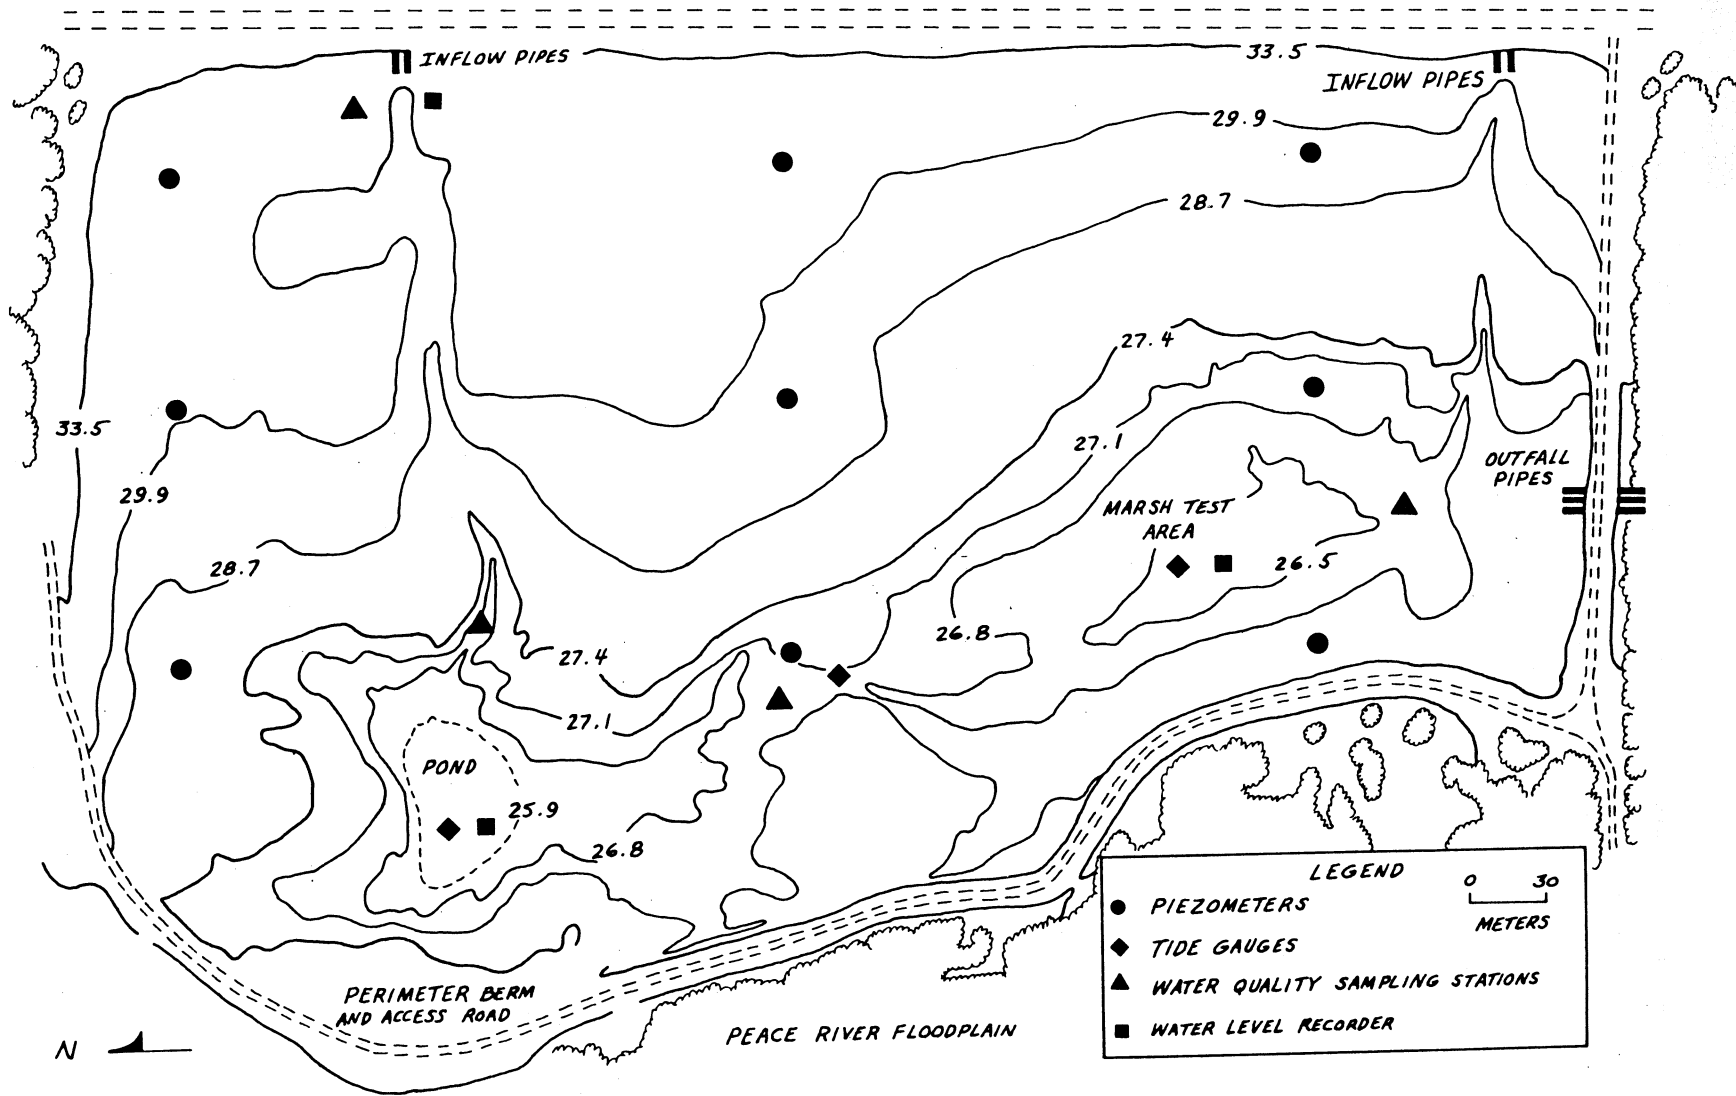 INFLOW PIPES
33.5
INFLOW PIPES
29.9
28.7
27.4
33.5
27.1
29.9
OUTFALL
PIPES
MARSH TEST
AREA
28.7
26.5
26.8
27.4
27.1
POND
25.9
26.8
LEGEND
0 30
METERS
PIEZOMETERS
TIDE GAUGES
WATER QUALITY SAMPLING STATIONS
WATER LEVEL RECORDER
PERIMETER BERM
AND ACCESS ROAD
PEACE RIVER FLOODPLAIN
N